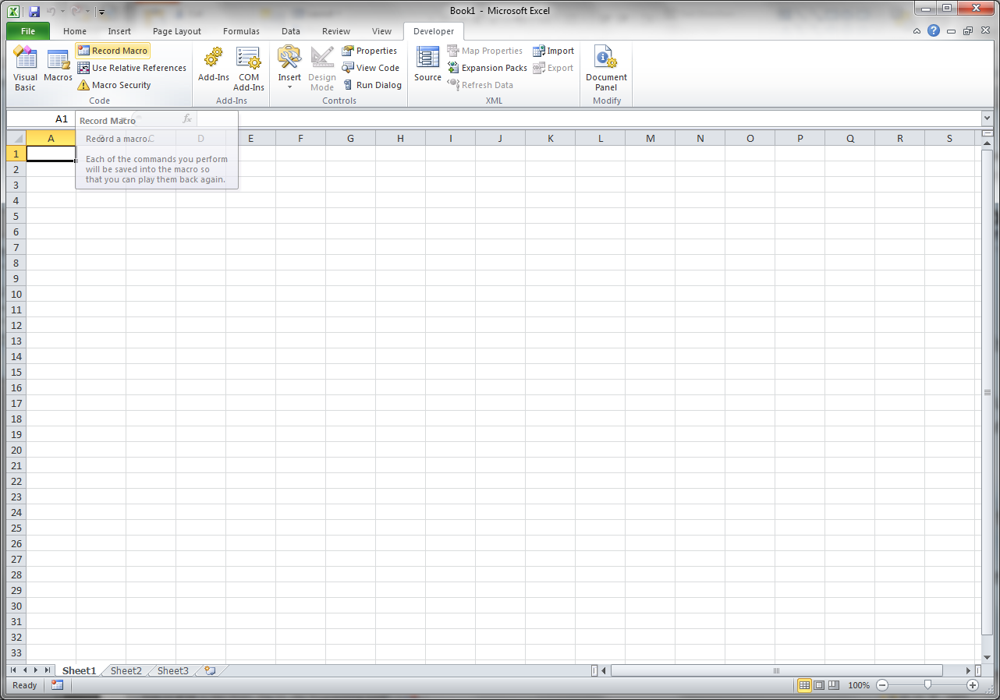 Book1 - Microsoft Excel
File Home Insert Page Layout Formulas Data Review View Developer
Visual Basic
Macros
Record Macro
Use Relative References
Macro Security
Code
Add-Ins
COM Add-Ins
Add-Ins
Insert
Design Mode
Properties
View Code
Run Dialog
Controls
Source
Map Properties
Expansion Packs
Refresh Data
Import
Export
XML
Document Panel
Modify
A1
fx
Record Macro
Record a macro.
Each of the commands you perform
will be saved into the macro so
that you can play them back again.
A B C D E F G H I J K L M N O P Q R S
1
2
3
4
5
6
7
8
9
10
11
12
13
14
15
16
17
18
19
20
21
22
23
24
25
26
27
28
29
30
31
32
33
Sheet1 Sheet2 Sheet3
Ready
100%